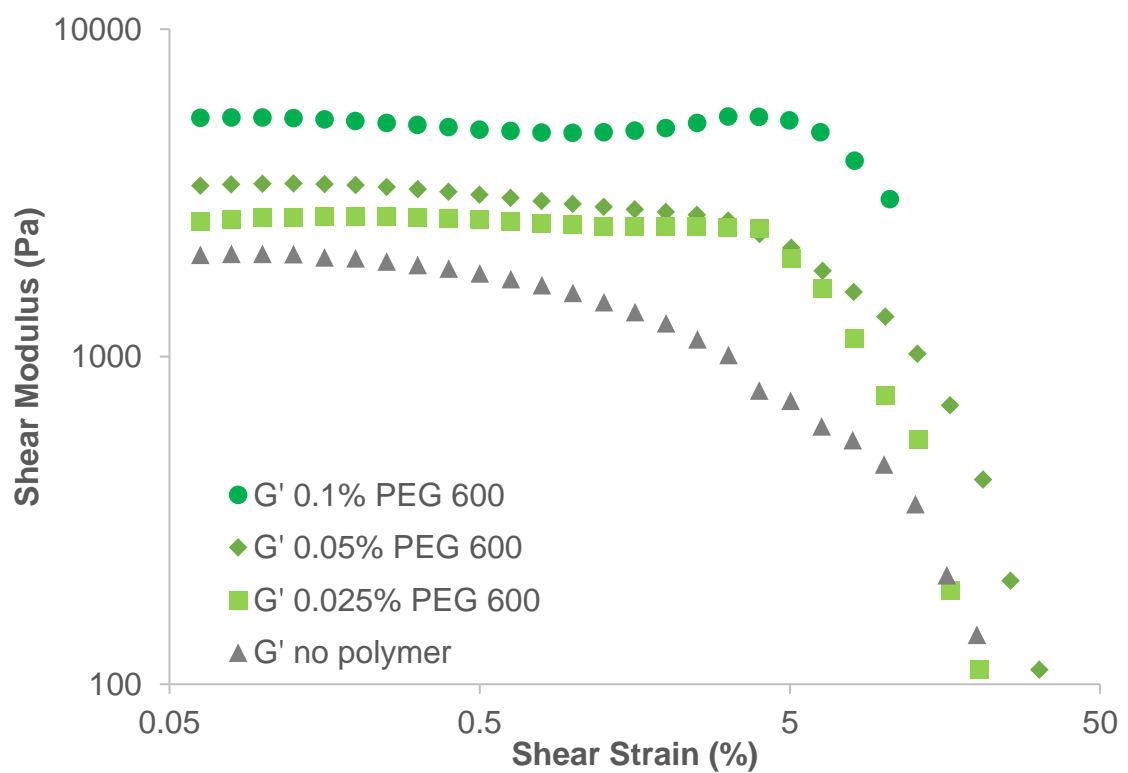 10000
1000
100
Shear Modulus (Pa)
G' 0.1% PEG 600
G' 0.05% PEG 600
G' 0.025% PEG 600
G' no polymer
0.05
0.5
5
50
Shear Strain (%)